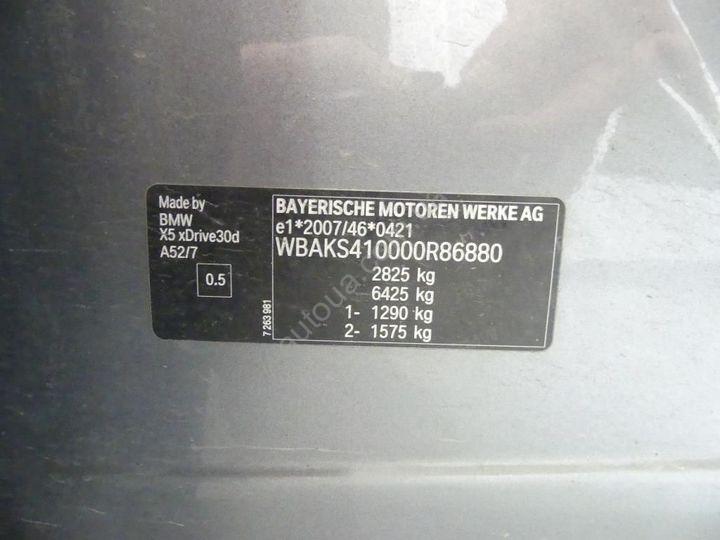 Made by
BMW
X5 xDrive30d
A52/7
0.5
7 263 981
BAYERISCHE MOTOREN WERKE AG
e1*2007/46*0421
WBAKS410000R86880
2825 kg
6425 kg
1- 1290 kg
2- 1575 kg